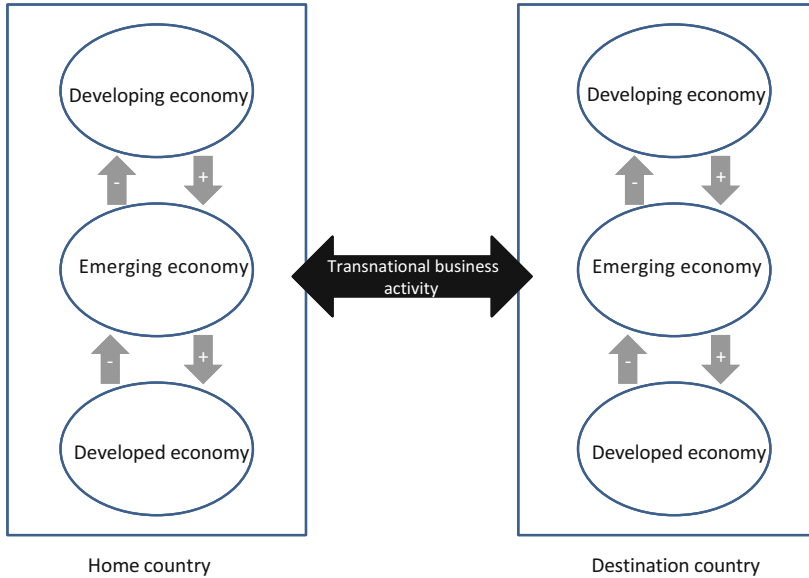 Developing economy
- +
Emerging economy
- +
Developed economy
Home country
Transnational business
activity
Developing economy
- +
Emerging economy
- +
Developed economy
Destination country